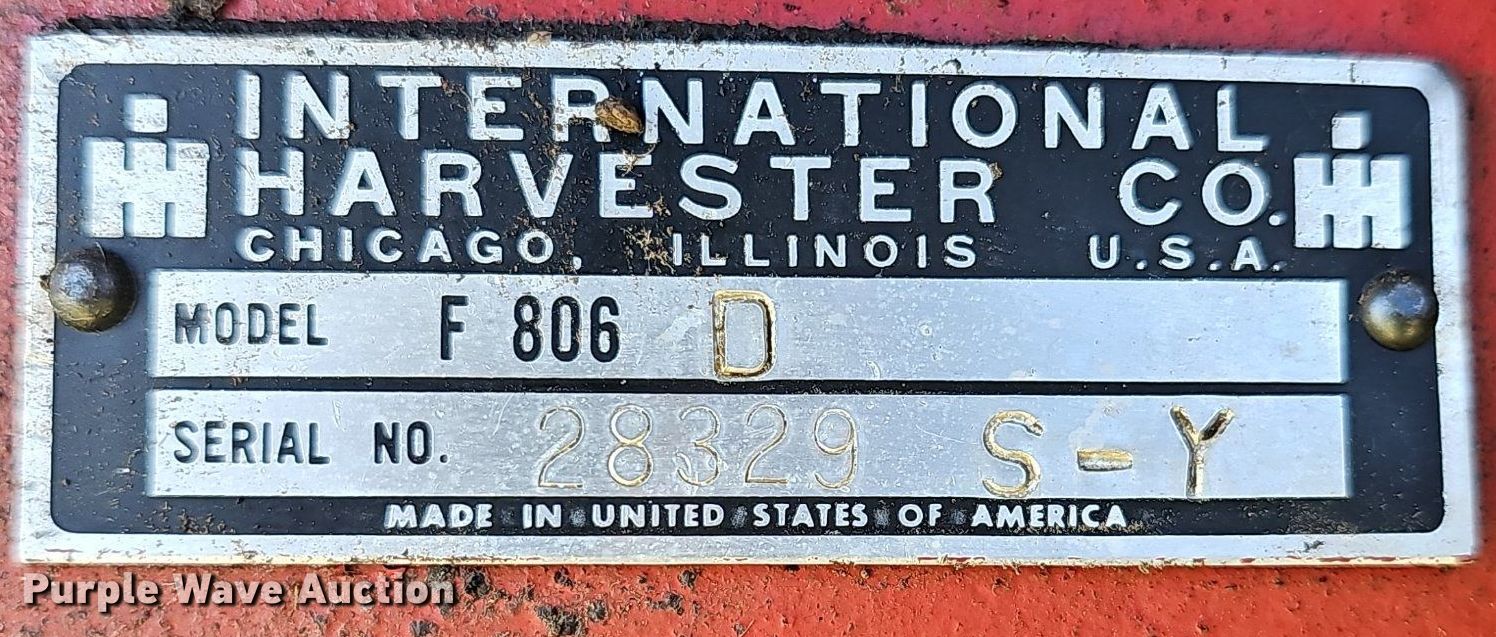 INTERNATIONAL
HARVESTER CO.
CHICAGO, ILLINOIS U.S.A.
MODEL F 806 D
SERIAL NO. 28329 S-Y
MADE IN UNITED STATES OF AMERICA
Purple Wave Auction